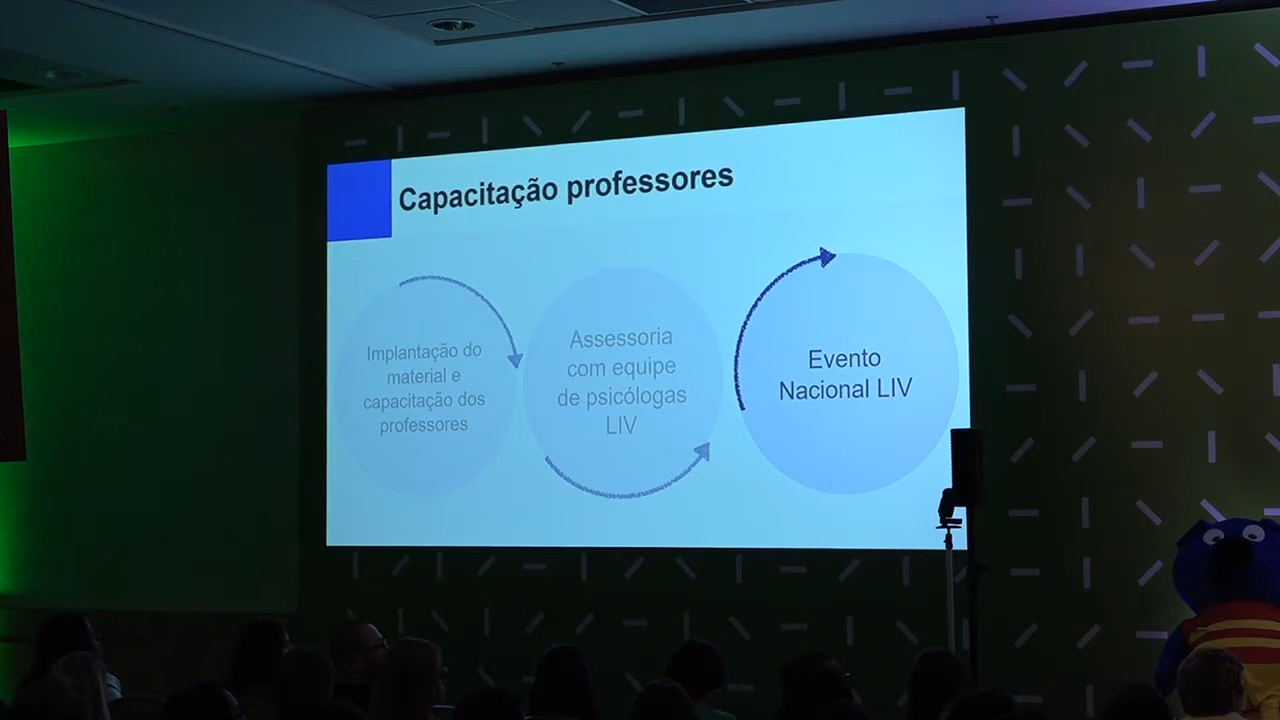 Capacitação professores
Implantação do
material e
capacitação dos
professores
Assessoria
com equipe
de psicólogas
LIV
Evento
Nacional LIV